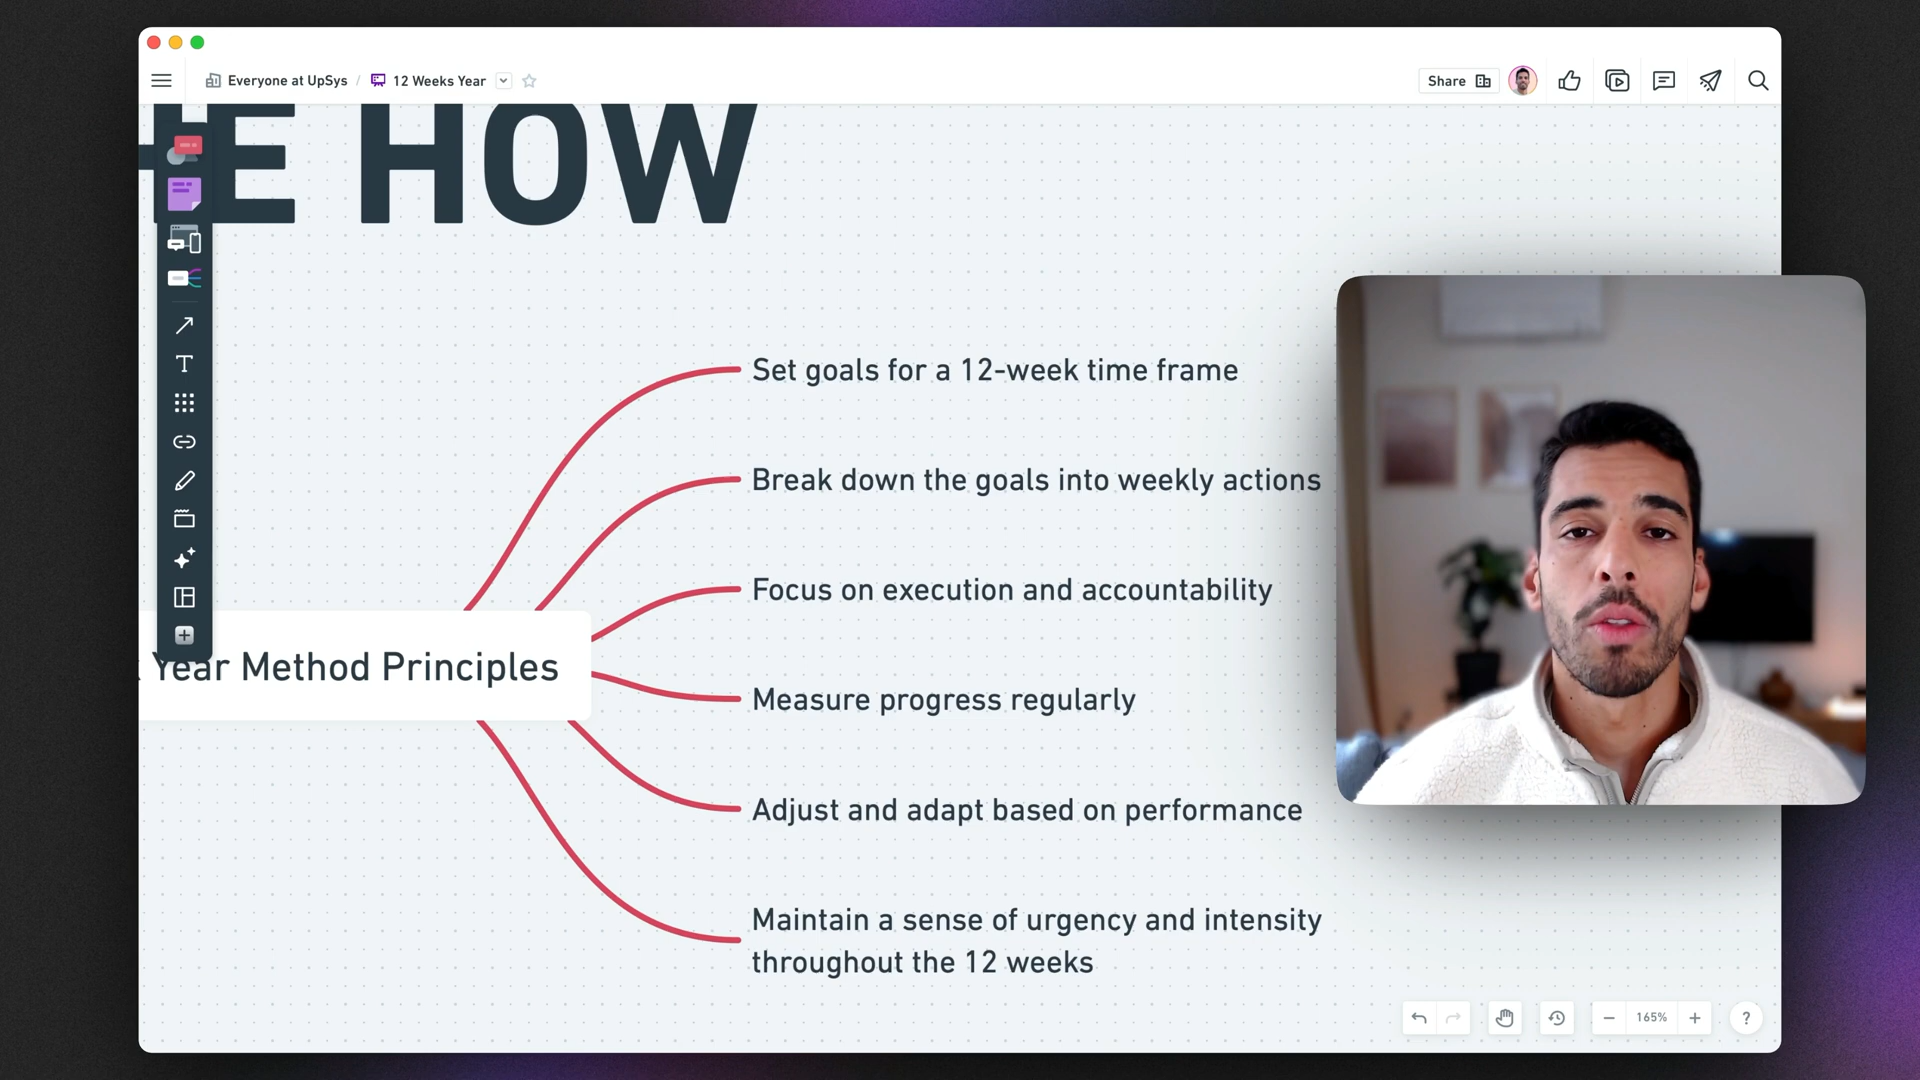 Everyone at UpSys / 12 Weeks Year
Share
HE HOW
Set goals for a 12-week time frame
Break down the goals into weekly actions
Focus on execution and accountability
Year Method Principles
Measure progress regularly
Adjust and adapt based on performance
Maintain a sense of urgency and intensity
throughout the 12 weeks
165%